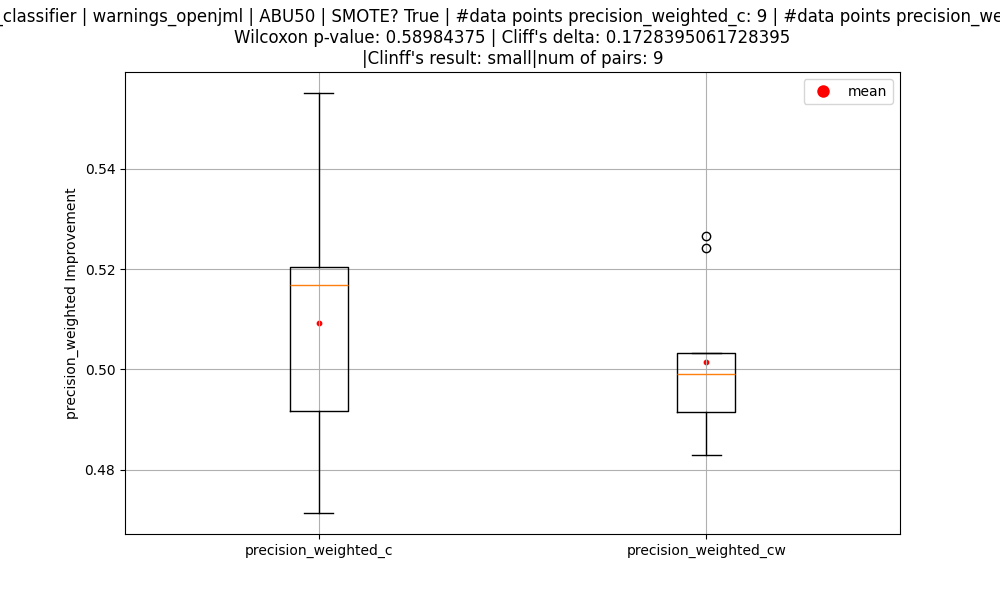 _classifier | warnings_openjml | ABU50 | SMOTE? True | #data points precision_weighted_c: 9 | #data points
Wilcoxon p-value: 0.58984375 | Cliff's delta: 0.1728395061728395
|Clinff's result: small|num of pairs: 9
mean
precision_weighted Improvement
0.54
0.52
0.50
0.48
precision_weighted_c
precision_weighted_cw